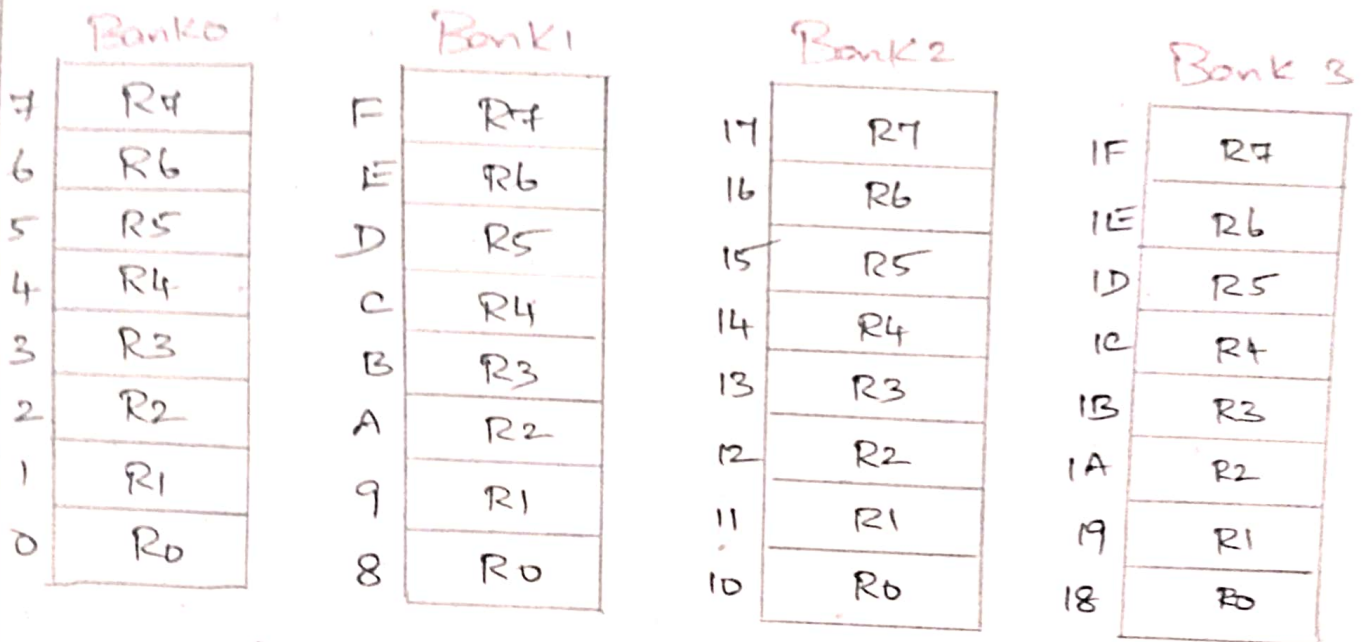 Bank0 Bank1 Bank2 Bank 3
7 R7 F R7 17 R7 1F R7
6 R6 E R6 16 R6 1E R6
5 R5 D R5 15 R5 1D R5
4 R4 C R4 14 R4 1C R4
3 R3 B R3 13 R3 1B R3
2 R2 A R2 12 R2 1A R2
1 R1 9 R1 11 R1 19 R1
0 R0 8 R0 10 R0 18 R0